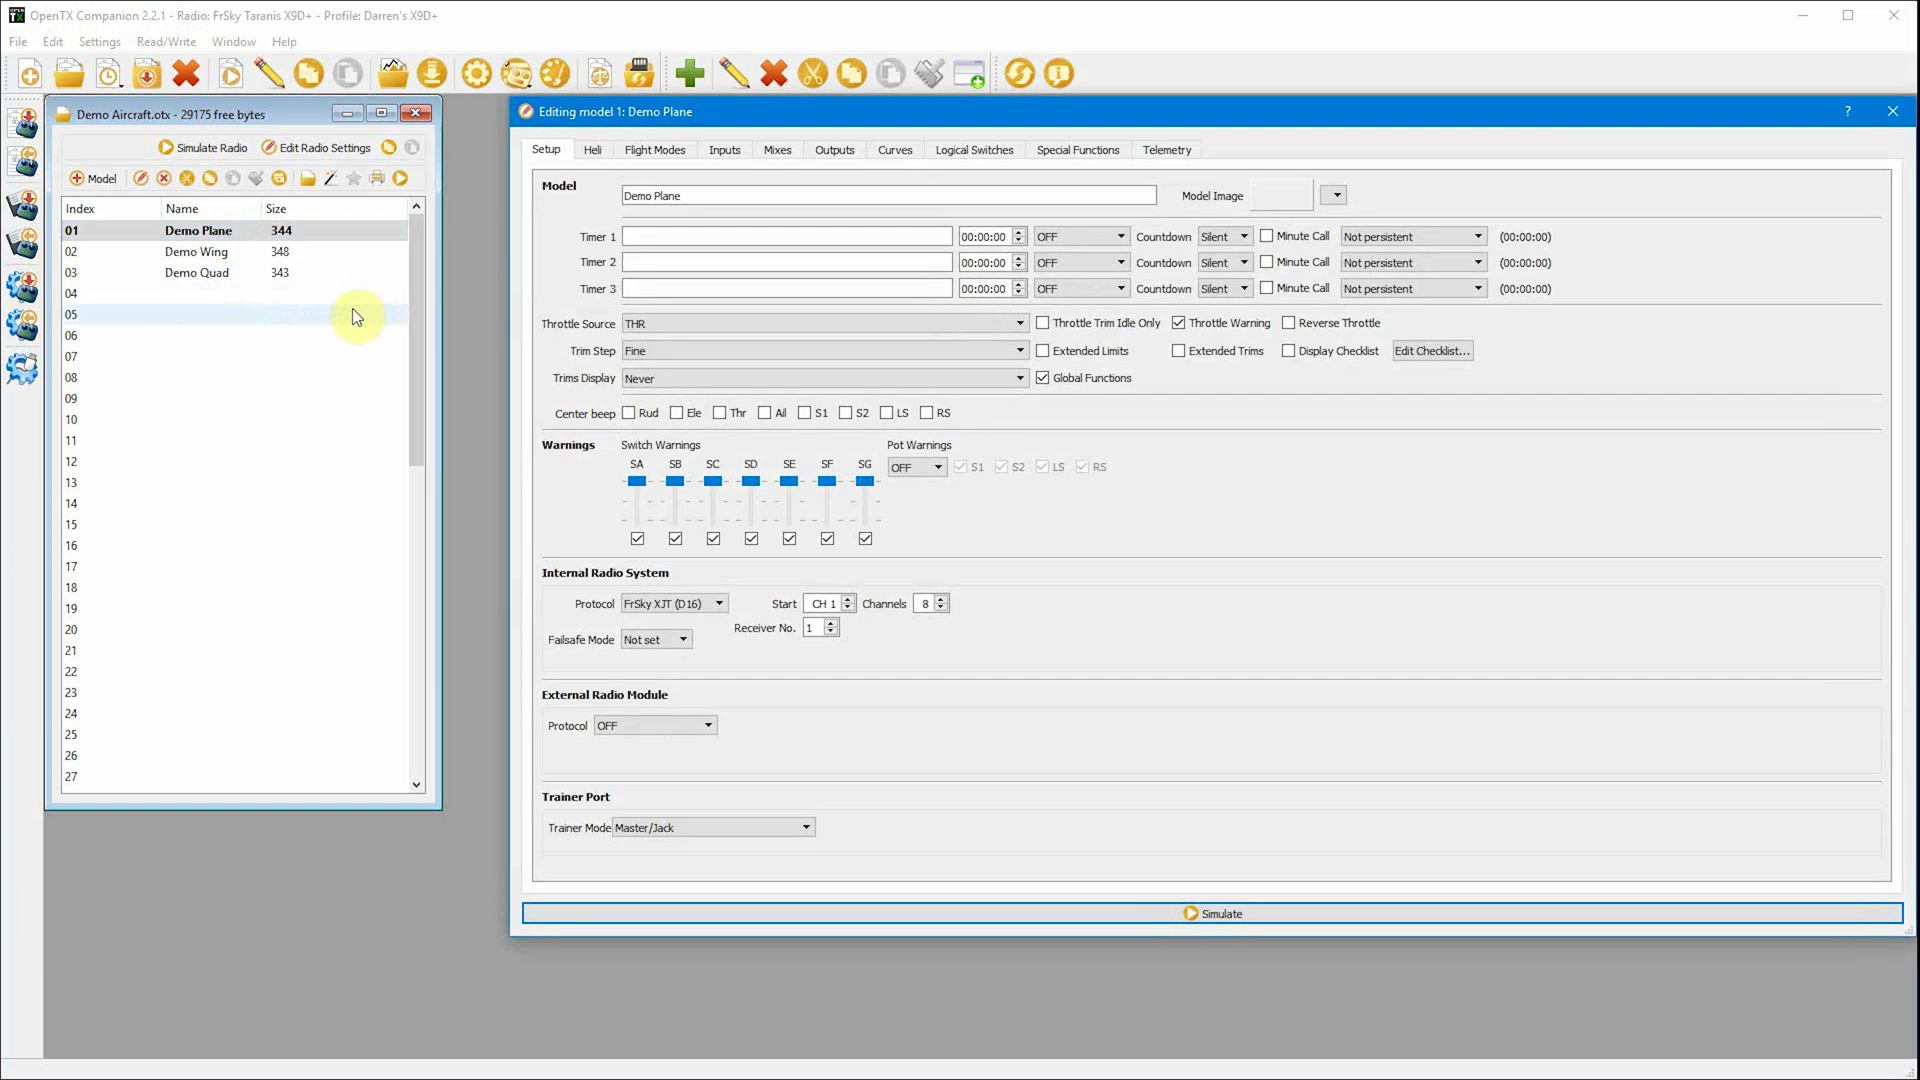 OpenTX Companion 2.2.1 - Radio: FrSky Taranis X9D+ - Profile: Darren's X9D+
File Edit Settings Read/Write Window Help
Demo Aircraft.otx - 29175 free bytes
Simulate Radio Edit Radio Settings
Model
Index Name Size
01 Demo Plane 344
02 Demo Wing 348
03 Demo Quad 343
04
05
06
07
08
09
10
11
12
13
14
15
16
17
18
19
20
21
22
23
24
25
26
27
Editing model 1: Demo Plane ?
Setup Heli Flight Modes Inputs Mixes Outputs Curves Logical Switches Special Functions Telemetry
Model Demo Plane Model Image
Timer 1 00:00:00 OFF Countdown Silent Minute Call Not persistent (00:00:00)
Timer 2 00:00:00 OFF Countdown Silent Minute Call Not persistent (00:00:00)
Timer 3 00:00:00 OFF Countdown Silent Minute Call Not persistent (00:00:00)
Throttle Source THR Throttle Trim Idle Only Throttle Warning Reverse Throttle
Trim Step Fine Extended Limits Extended Trims Display Checklist Edit Checklist...
Trims Display Never Global Functions
Center beep Rud Ele Thr Ail S1 S2 LS RS
Warnings Switch Warnings Pot Warnings
SA SB SC SD SE SF SG OFF S1 S2 LS RS
Internal Radio System
Protocol FrSky XJT (D16) Start CH 1 Channels 8
Receiver No. 1
Failsafe Mode Not set
External Radio Module
Protocol OFF
Trainer Port
Trainer Mode Master/Jack
Simulate